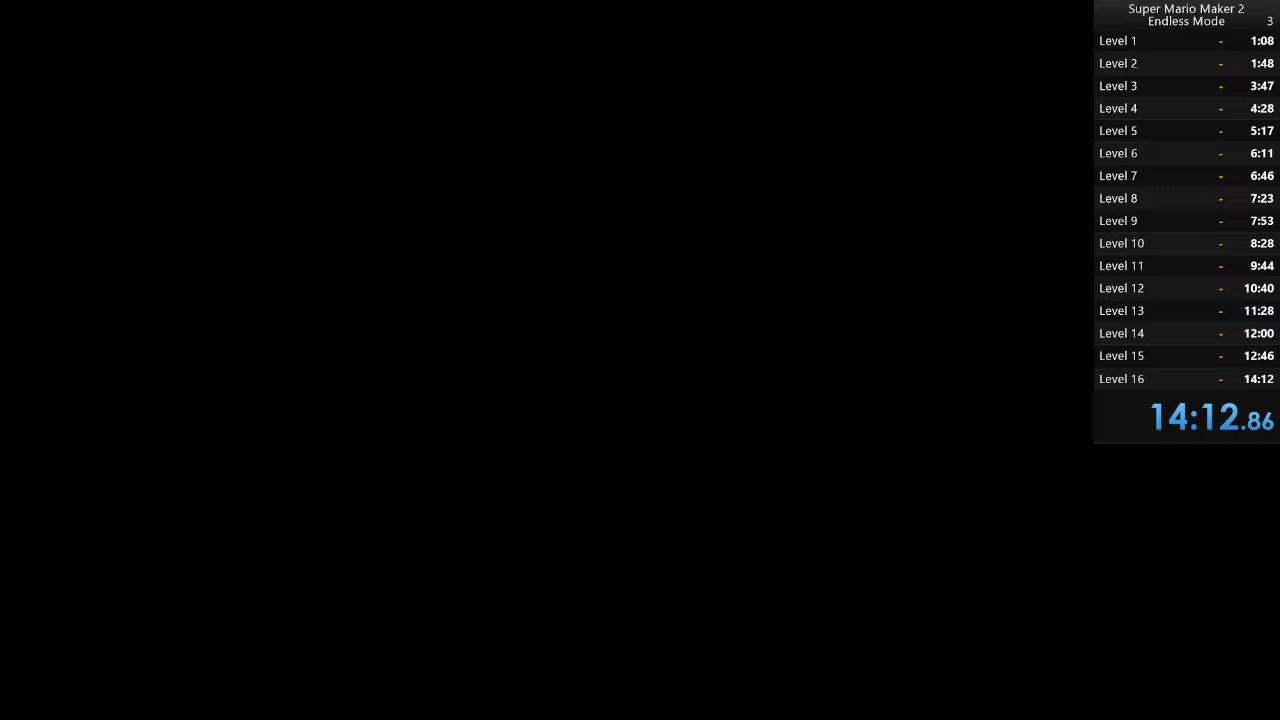 Super Mario Maker 2
Endless Mode 3
Level 1 - 1:08
Level 2 - 1:48
Level 3 - 3:47
Level 4 - 4:28
Level 5 - 5:17
Level 6 - 6:11
Level 7 - 6:46
Level 8 - 7:23
Level 9 - 7:53
Level 10 - 8:28
Level 11 - 9:44
Level 12 - 10:40
Level 13 - 11:28
Level 14 - 12:00
Level 15 - 12:46
Level 16 - 14:12
14:12.86